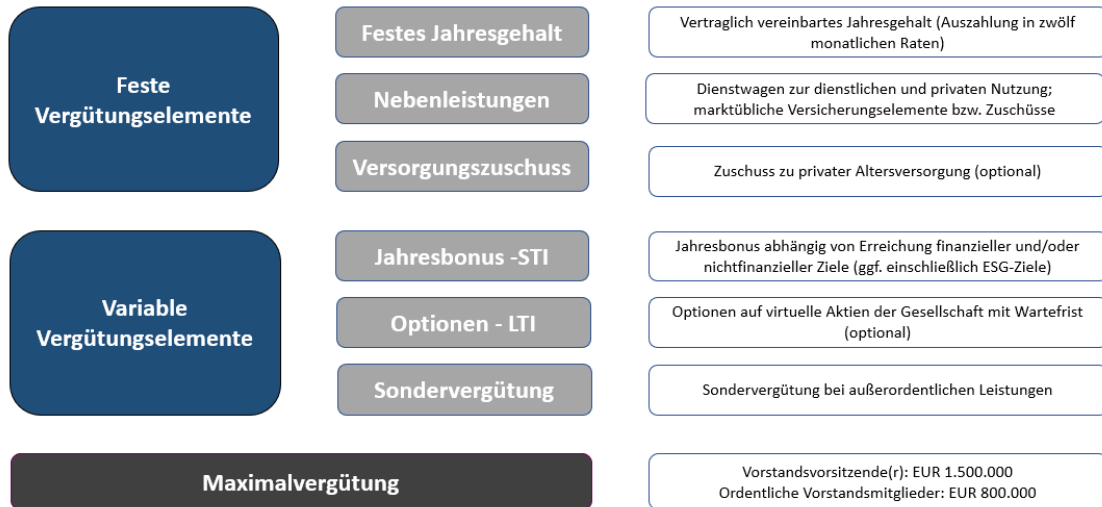 Feste
Vergütungselemente
Festes Jahresgehalt
Vertraglich vereinbartes Jahresgehalt (Auszahlung in zwölf
monatlichen Raten)
Nebenleistungen
Dienstwagen zur dienstlichen und privaten Nutzung;
marktübliche Versicherungselemente bzw. Zuschüsse
Versorgungszuschuss
Zuschuss zu privater Altersversorgung (optional)
Variable
Vergütungselemente
Jahresbonus -STI
Jahresbonus abhängig von Erreichung finanzieller und/oder
nichtfinanzieller Ziele (ggf. einschließlich ESG-Ziele)
Optionen - LTI
Optionen auf virtuelle Aktien der Gesellschaft mit Wartefrist
(optional)
Sondervergütung
Sondervergütung bei außerordentlichen Leistungen
Maximalvergütung
Vorstandsvorsitzende(r): EUR 1.500.000
Ordentliche Vorstandsmitglieder: EUR 800.000